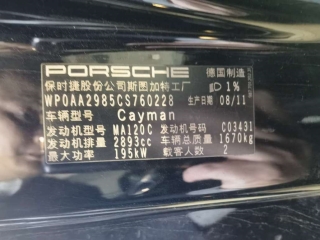 PORSCHE 德国制造
保时捷股份公司斯图加特工厂 1%
WP0AA2985CS760228 生产日期 08/11
车辆型号 Cayman
发动机型号 MA120C 发动机号码 C03431
发动机排量 2893cc 车辆总质量 1670kg
最大功率 195kW 载客人数 2